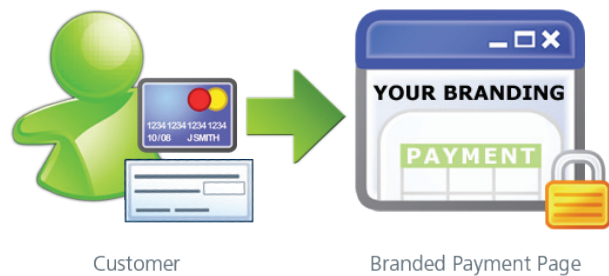 YOUR BRANDING
1234 1234 1234 1234
10/08 J SMITH
PAYMENT
Customer
Branded Payment Page